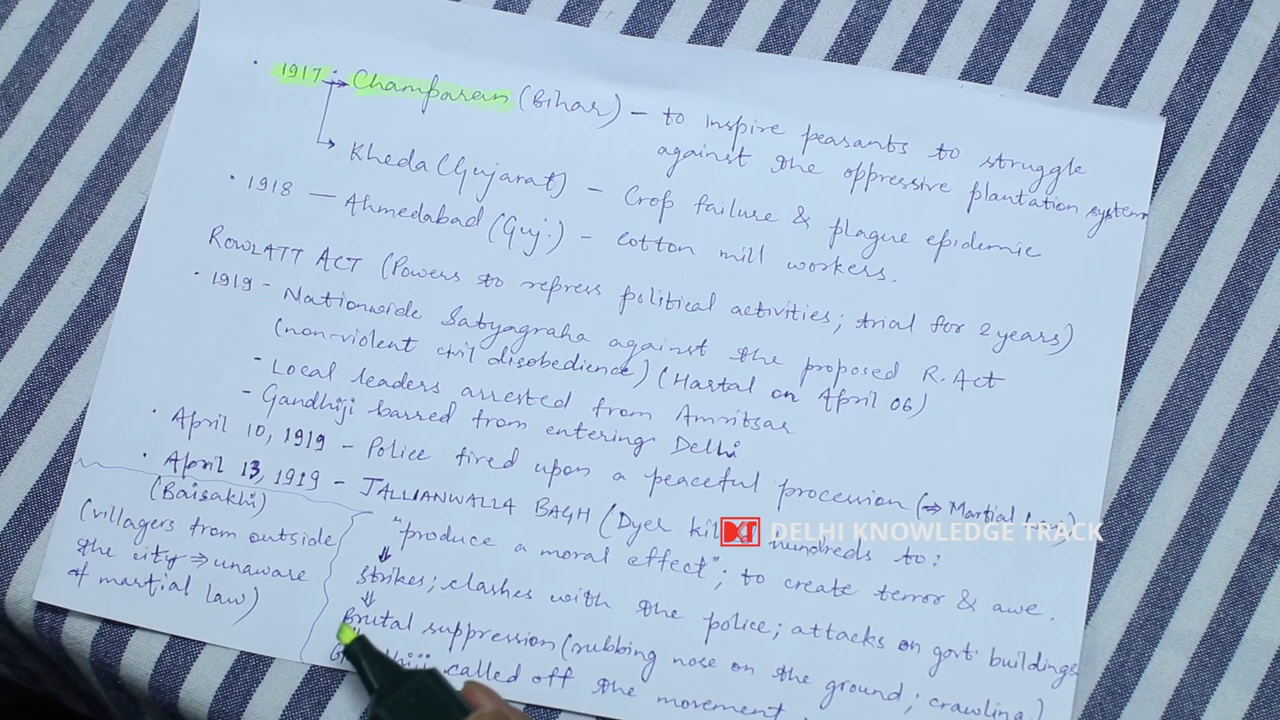 · 1917 → Champaran (Bihar) – to inspire peasants to struggle
against the oppressive plantation system
→ Kheda (Gujarat) – Crop failure & plague epidemic
· 1918 — Ahmedabad (Guj.) – Cotton mill workers.
ROWLATT ACT (Powers to repress political activities; trial for 2 years)
· 1919 - Nationwide Satyagraha against the proposed R. Act
(non-violent civil disobedience) (Hartal on April 06)
- Local leaders arrested from Amritsar
- Gandhiji barred from entering Delhi
· April 10, 1919 – Police fired upon a peaceful procession (⇒ Martial Law)
· April 13, 1919 – JALLIANWALLA BAGH (Dyer killed hundreds to:
(Baisakhi)
(villagers from outside
the city ⇒ unaware
of martial law)
"produce a moral effect"; to create terror & awe.
⇓
Strikes; clashes with the police; attacks on govt buildings
⇓
Brutal suppression (rubbing nose on the ground; crawling)
Gandhiji called off the movement
DELHI KNOWLEDGE TRACK